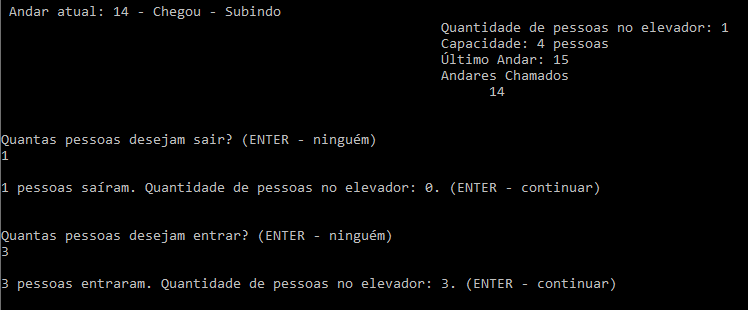 Andar atual: 14 - Chegou - Subindo
Quantidade de pessoas no elevador: 1
Capacidade: 4 pessoas
Último Andar: 15
Andares Chamados
14
Quantas pessoas desejam sair? (ENTER - ninguém)
1
1 pessoas saíram. Quantidade de pessoas no elevador: 0. (ENTER - continuar)
Quantas pessoas desejam entrar? (ENTER - ninguém)
3
3 pessoas entraram. Quantidade de pessoas no elevador: 3. (ENTER - continuar)